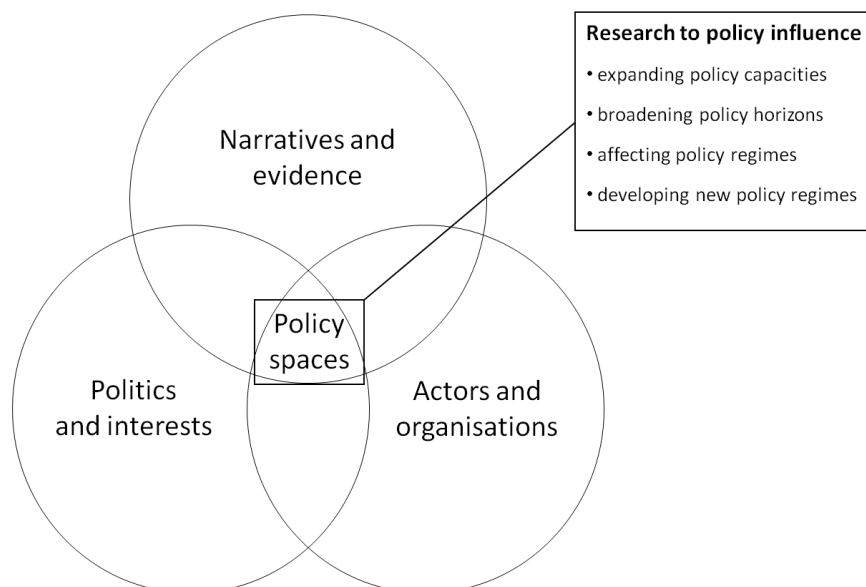 Research to policy influence
• expanding policy capacities
• broadening policy horizons
• affecting policy regimes
• developing new policy regimes
Narratives and
evidence
Policy
spaces
Politics
and interests
Actors and
organisations